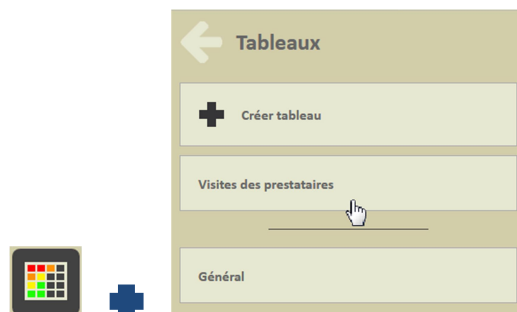 Tableaux
Créer tableau
Visites des prestataires
Général